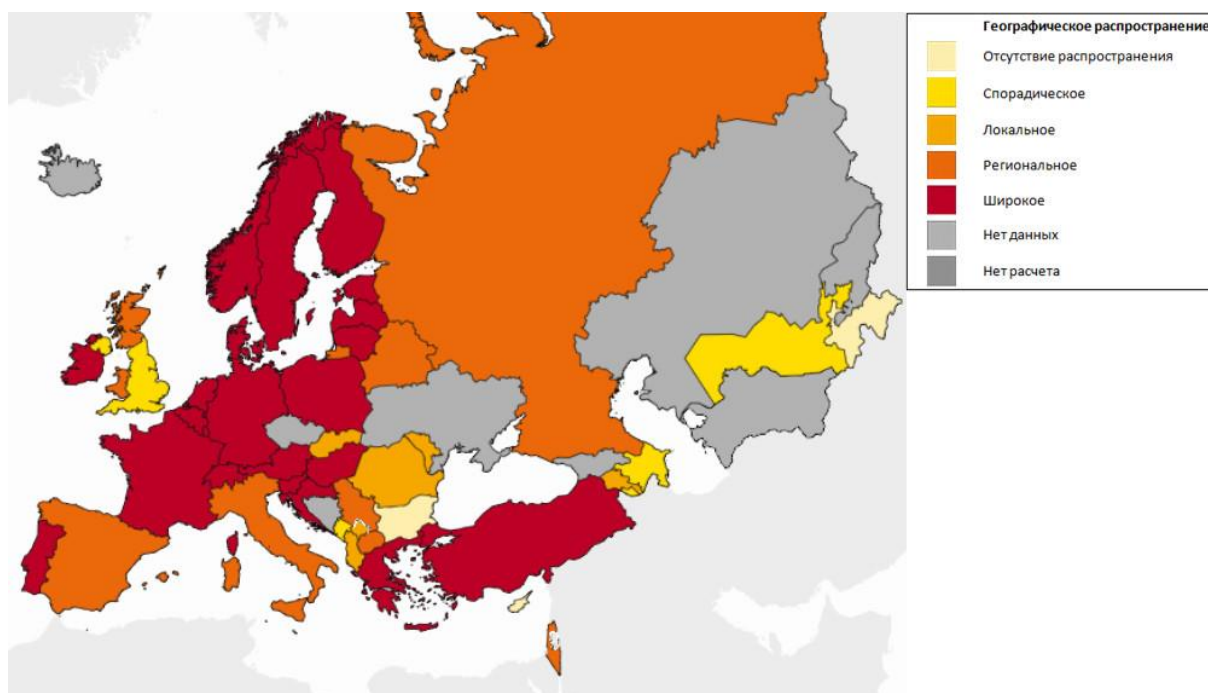 Географическое распространение
Отсутствие распространения
Спорадическое
Локальное
Региональное
Широкое
Нет данных
Нет расчета